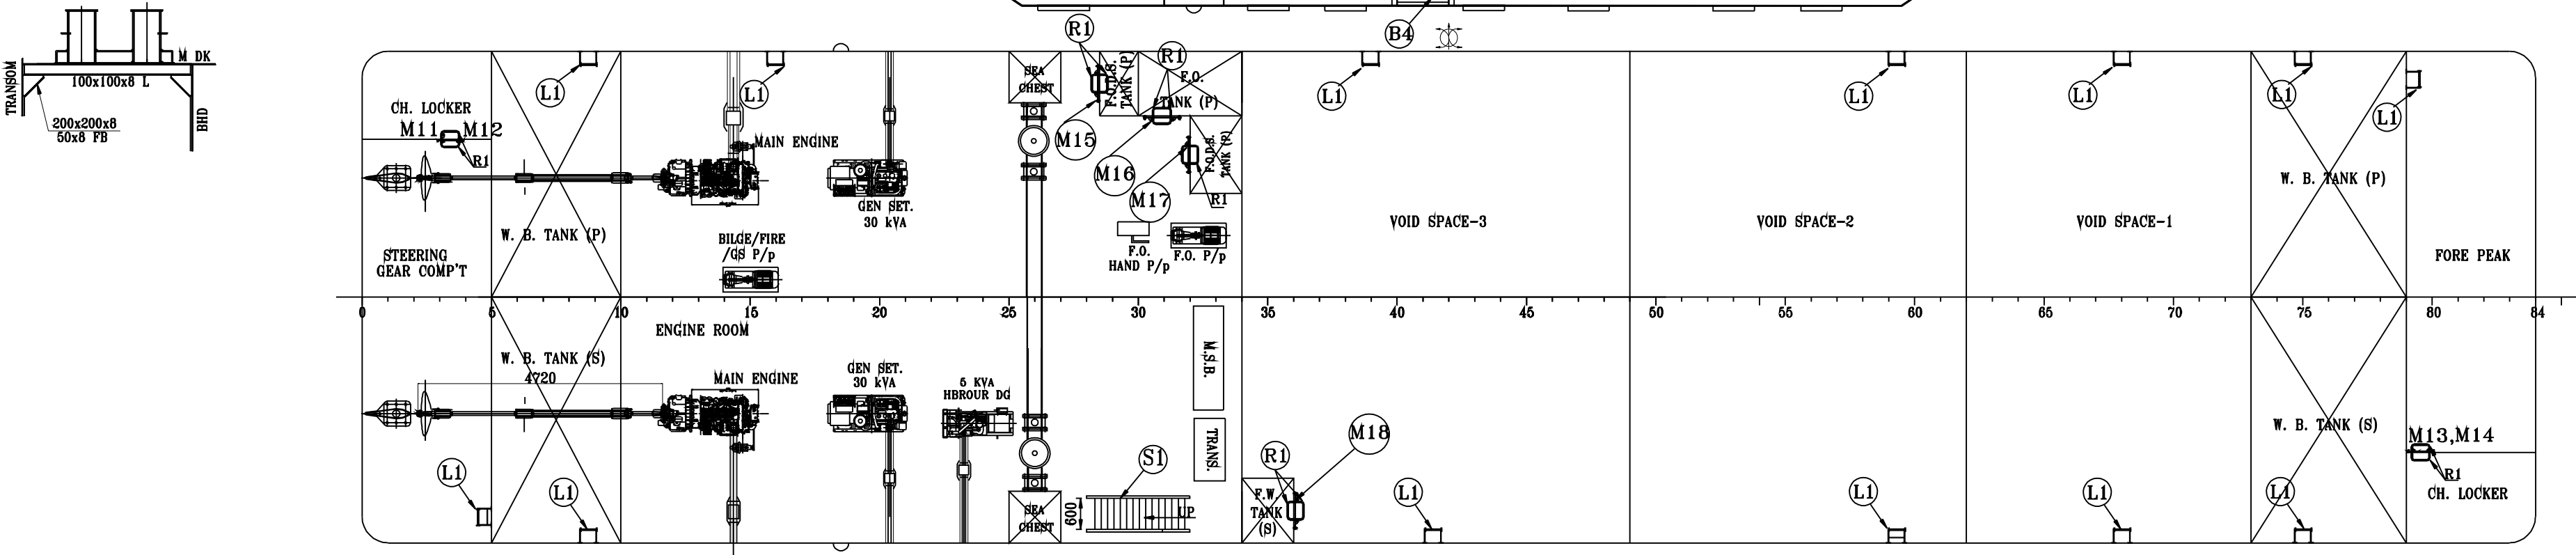 M DK
TRANSOM
100x100x8 L
200x200x8
50x8 FB
BHD
B4
R1
R1
L1
L1
L1
L1
L1
L1
L1
SEA
CHEST
F.O.D.S.
TANK (P)
F.O.
TANK (P)
CH. LOCKER
M11
M12
R1
MAIN ENGINE
M15
M16
M17
F.O.D.S.
TANK (P)
R1
GEN SET.
30 kVA
W. B. TANK (P)
STEERING
GEAR COMP'T
BILGE/FIRE
/GS P/p
F.O.
HAND P/p
F.O. P/p
VOID SPACE-3
VOID SPACE-2
VOID SPACE-1
W. B. TANK (P)
FORE PEAK
0 5 10 15 20 25 30 35 40 45 50 55 60 65 70 75 80 84
ENGINE ROOM
W. B. TANK (S)
4720
MAIN ENGINE
GEN SET.
30 kVA
5 KVA
HBROUR DG
M.S.B.
TRANS.
L1
L1
S1
600
UP
SEA
CHEST
R1
M18
F.W.
TANK
(S)
L1
L1
L1
L1
W. B. TANK (S)
M13,M14
R1
CH. LOCKER